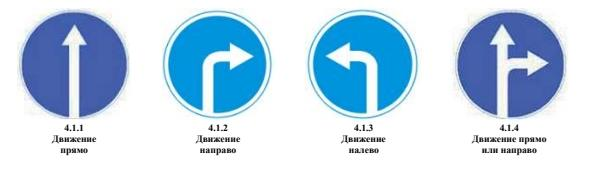 4.1.1
Движение
прямо
4.1.2
Движение
направо
4.1.3
Движение
налево
4.1.4
Движение прямо
или направо